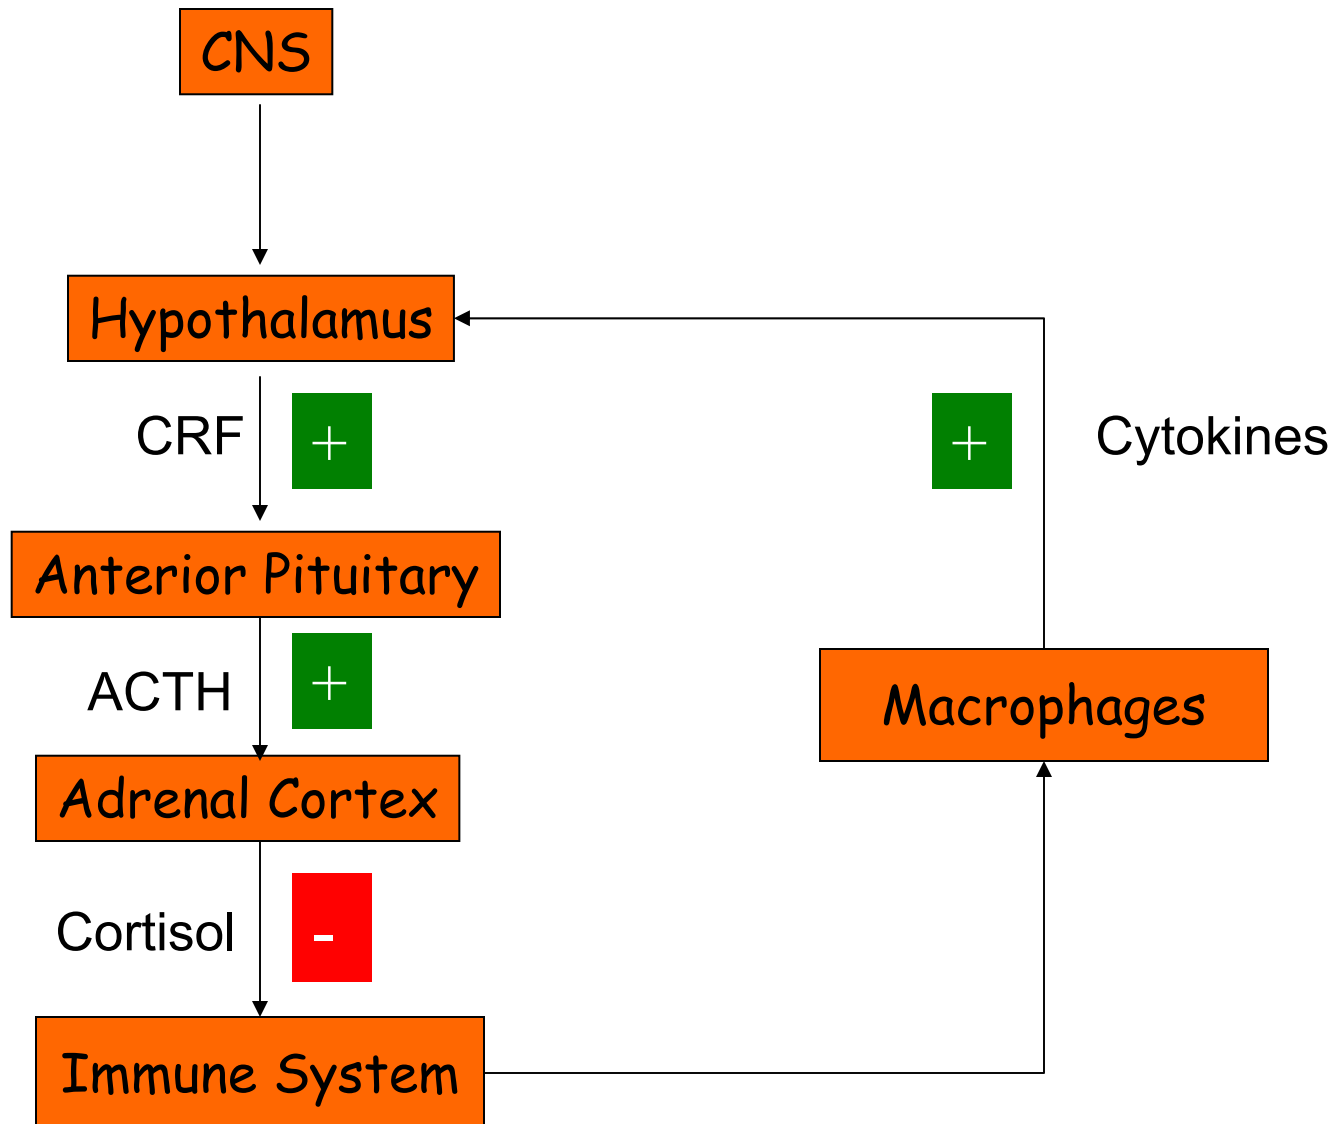 CNS
Hypothalamus
CRF
+
+
Cytokines
Anterior Pituitary
ACTH
+
Macrophages
Adrenal Cortex
Cortisol
-
Immune System